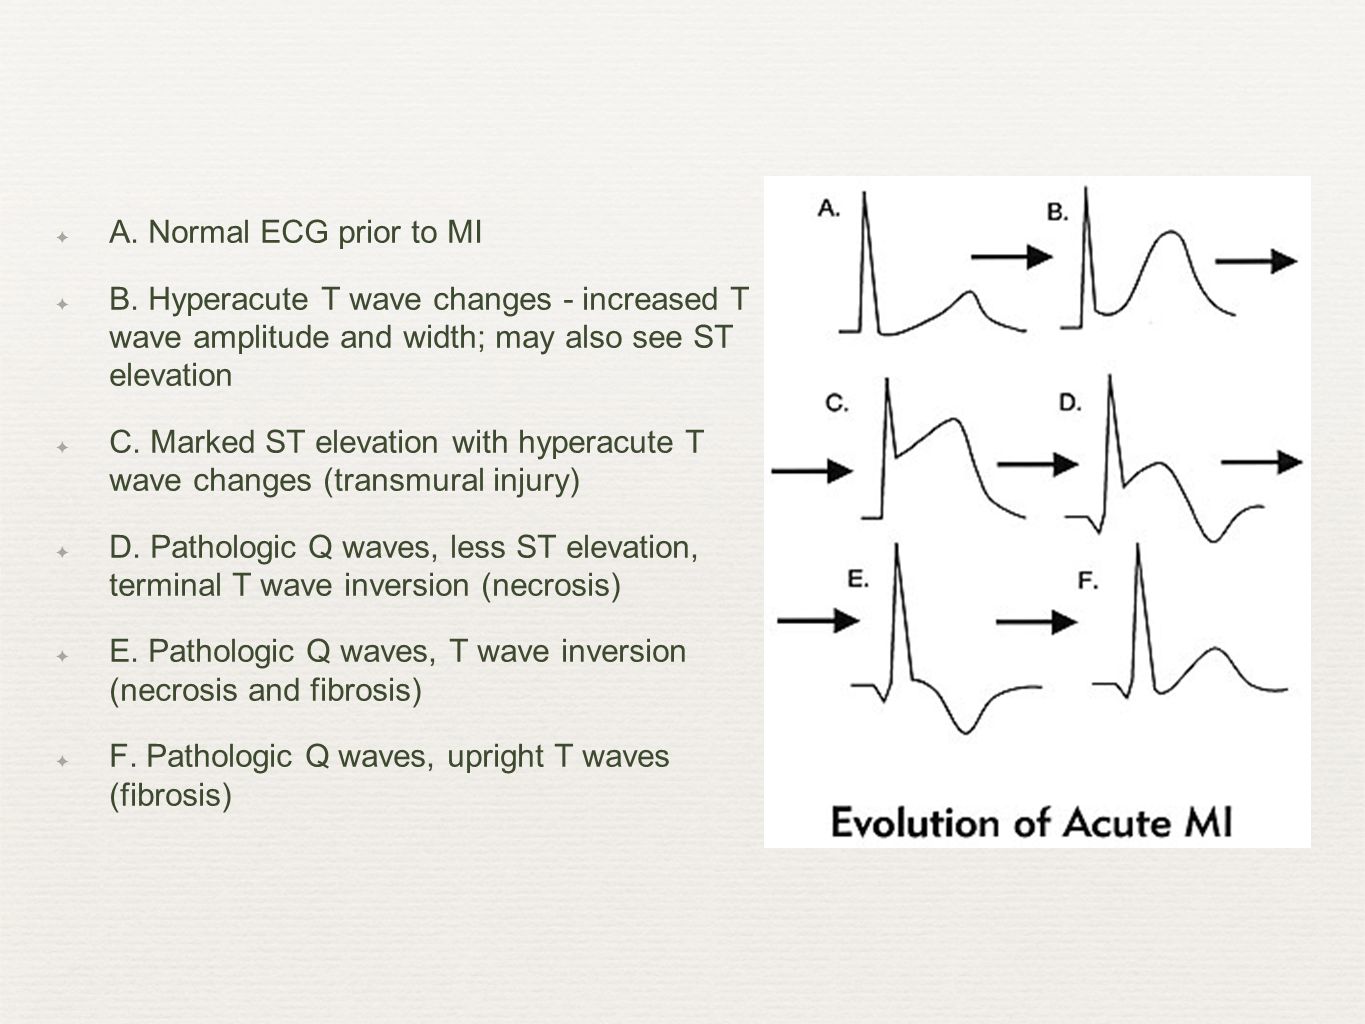 A. Normal ECG prior to MI
B. Hyperacute T wave changes - increased T
wave amplitude and width; may also see ST
elevation
C. Marked ST elevation with hyperacute T
wave changes (transmural injury)
D. Pathologic Q waves, less ST elevation,
terminal T wave inversion (necrosis)
E. Pathologic Q waves, T wave inversion
(necrosis and fibrosis)
F. Pathologic Q waves, upright T waves
(fibrosis)
A.
B.
C.
D.
E.
F.
Evolution of Acute MI